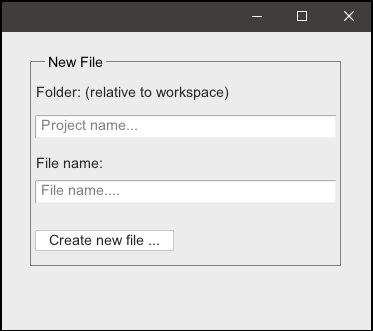 New File
Folder: (relative to workspace)
Project name...
File name:
File name....
Create new file ...